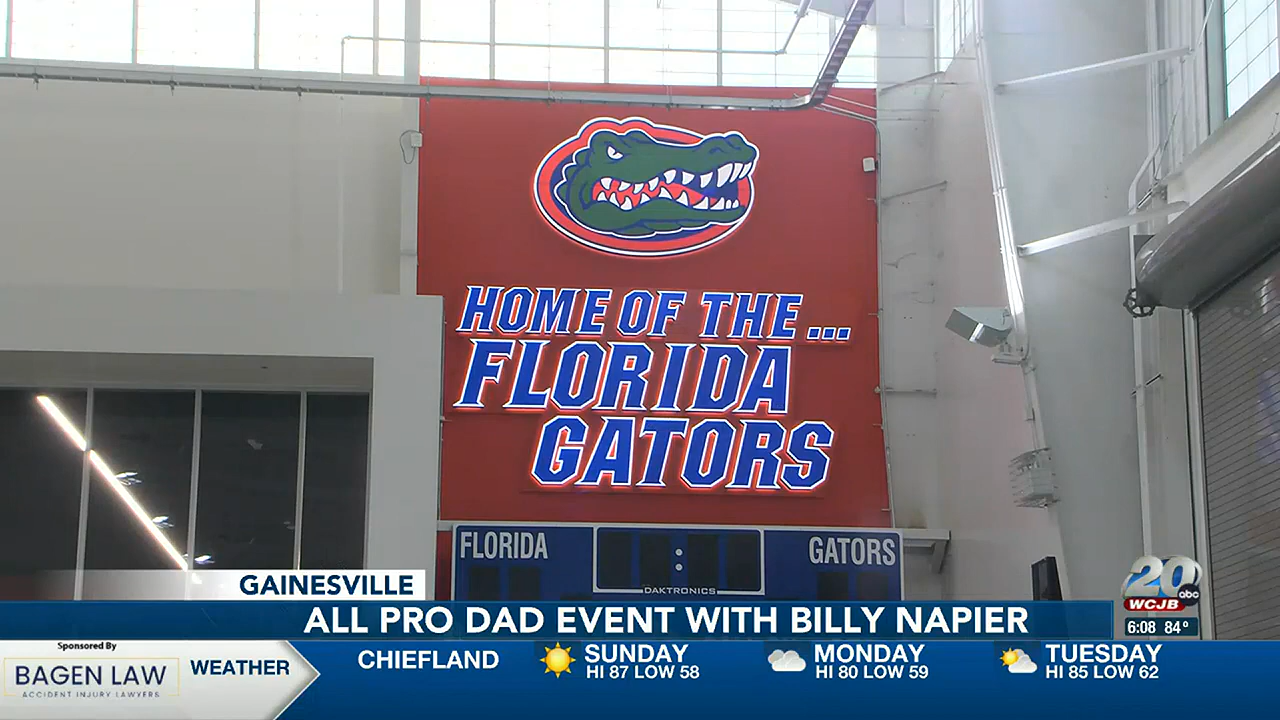 HOME OF THE...
FLORIDA
GATORS
FLORIDA
GATORS
DAKTRONICS
GAINESVILLE
ALL PRO DAD EVENT WITH BILLY NAPIER
20
abc
WCJB
6:08 84°
Sponsored By
BAGEN LAW
ACCIDENT INJURY LAWYERS
WEATHER
CHIEFLAND
SUNDAY
HI 87 LOW 58
MONDAY
HI 80 LOW 59
TUESDAY
HI 85 LOW 62